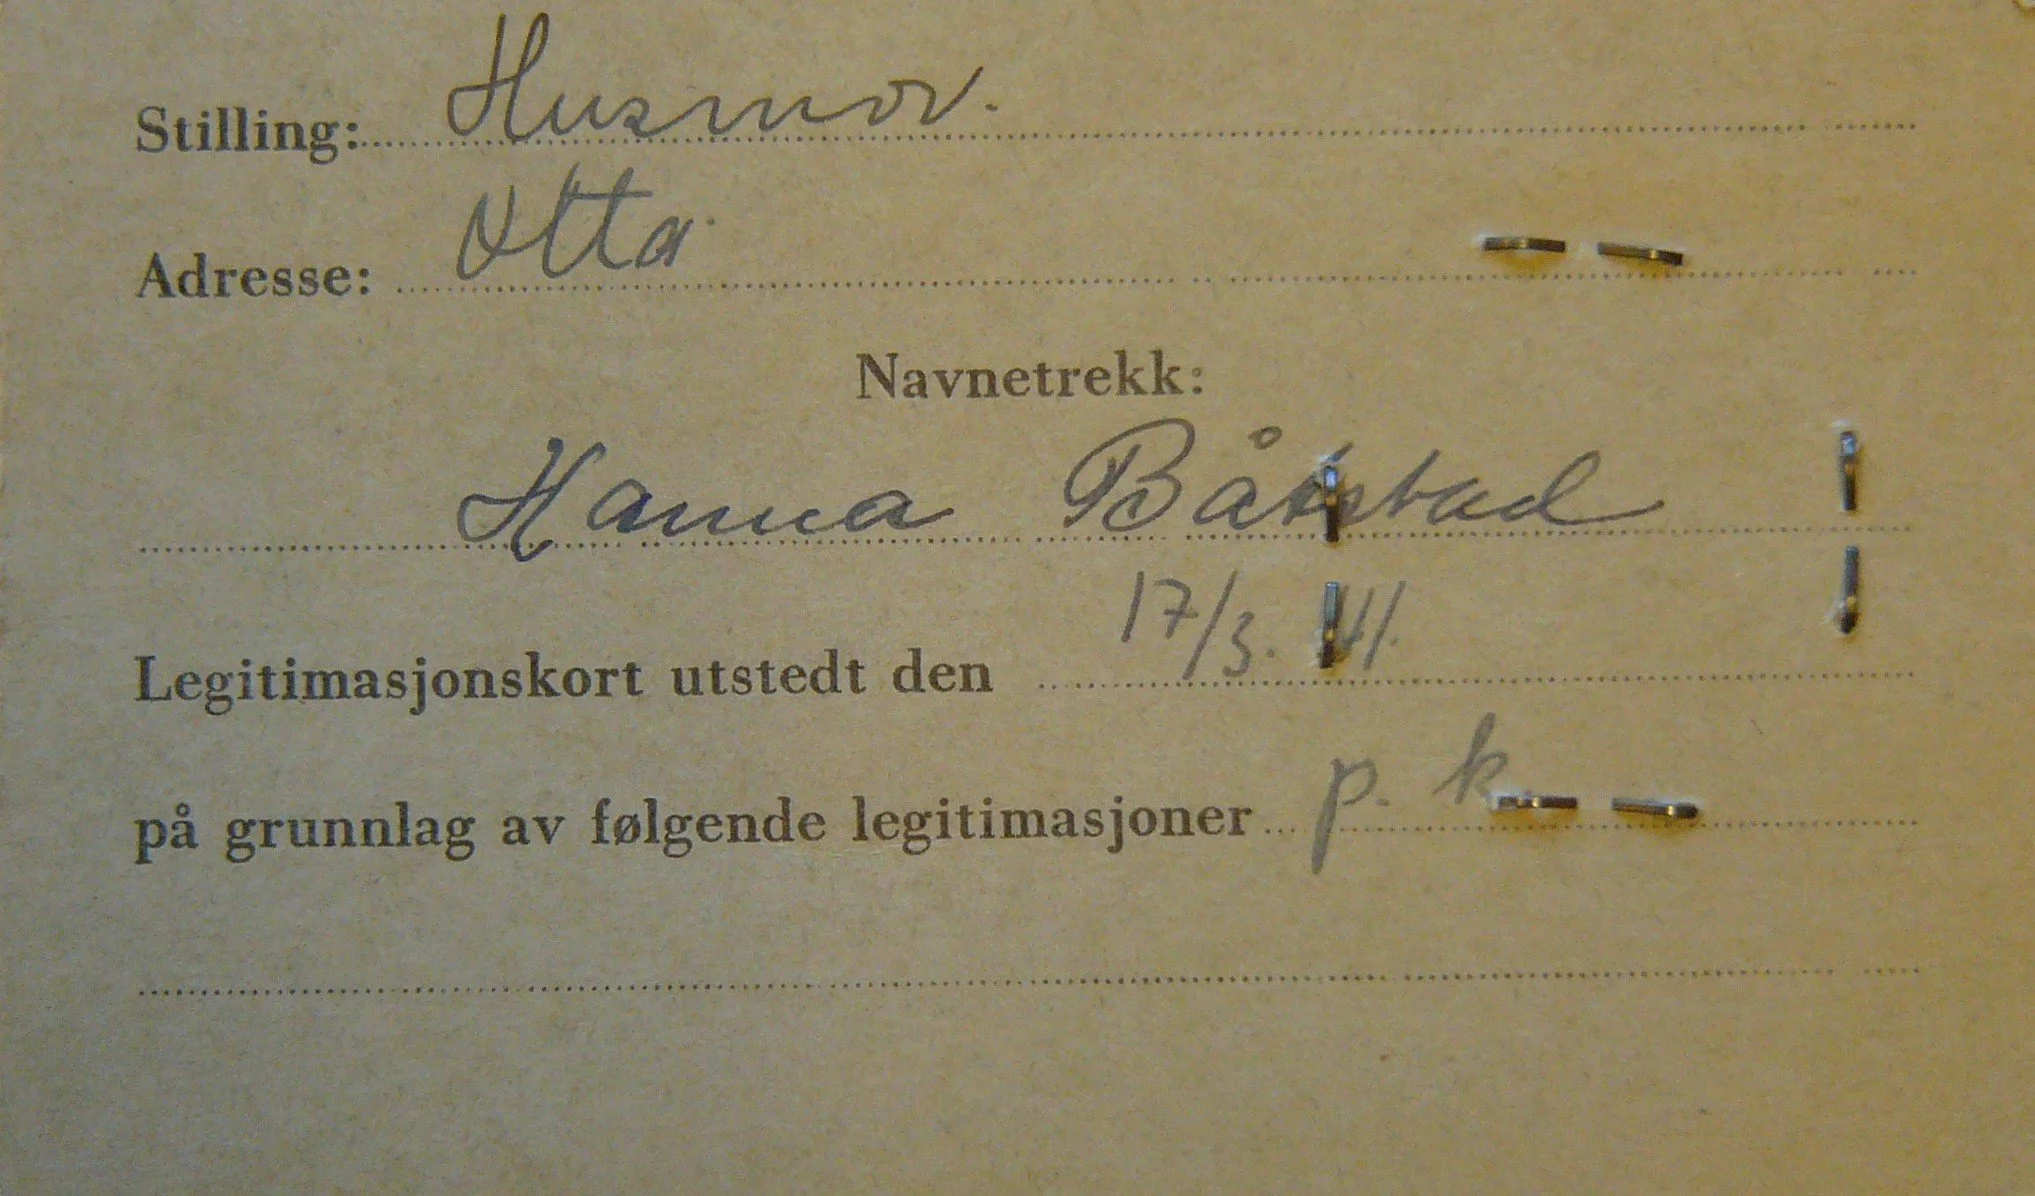 Stilling: Husmor.
Adresse: Otta.
Navnetrekk:
Hanna Båtstad
Legitimasjonskort utstedt den 17/3. 41.
på grunnlag av følgende legitimasjoner p. k